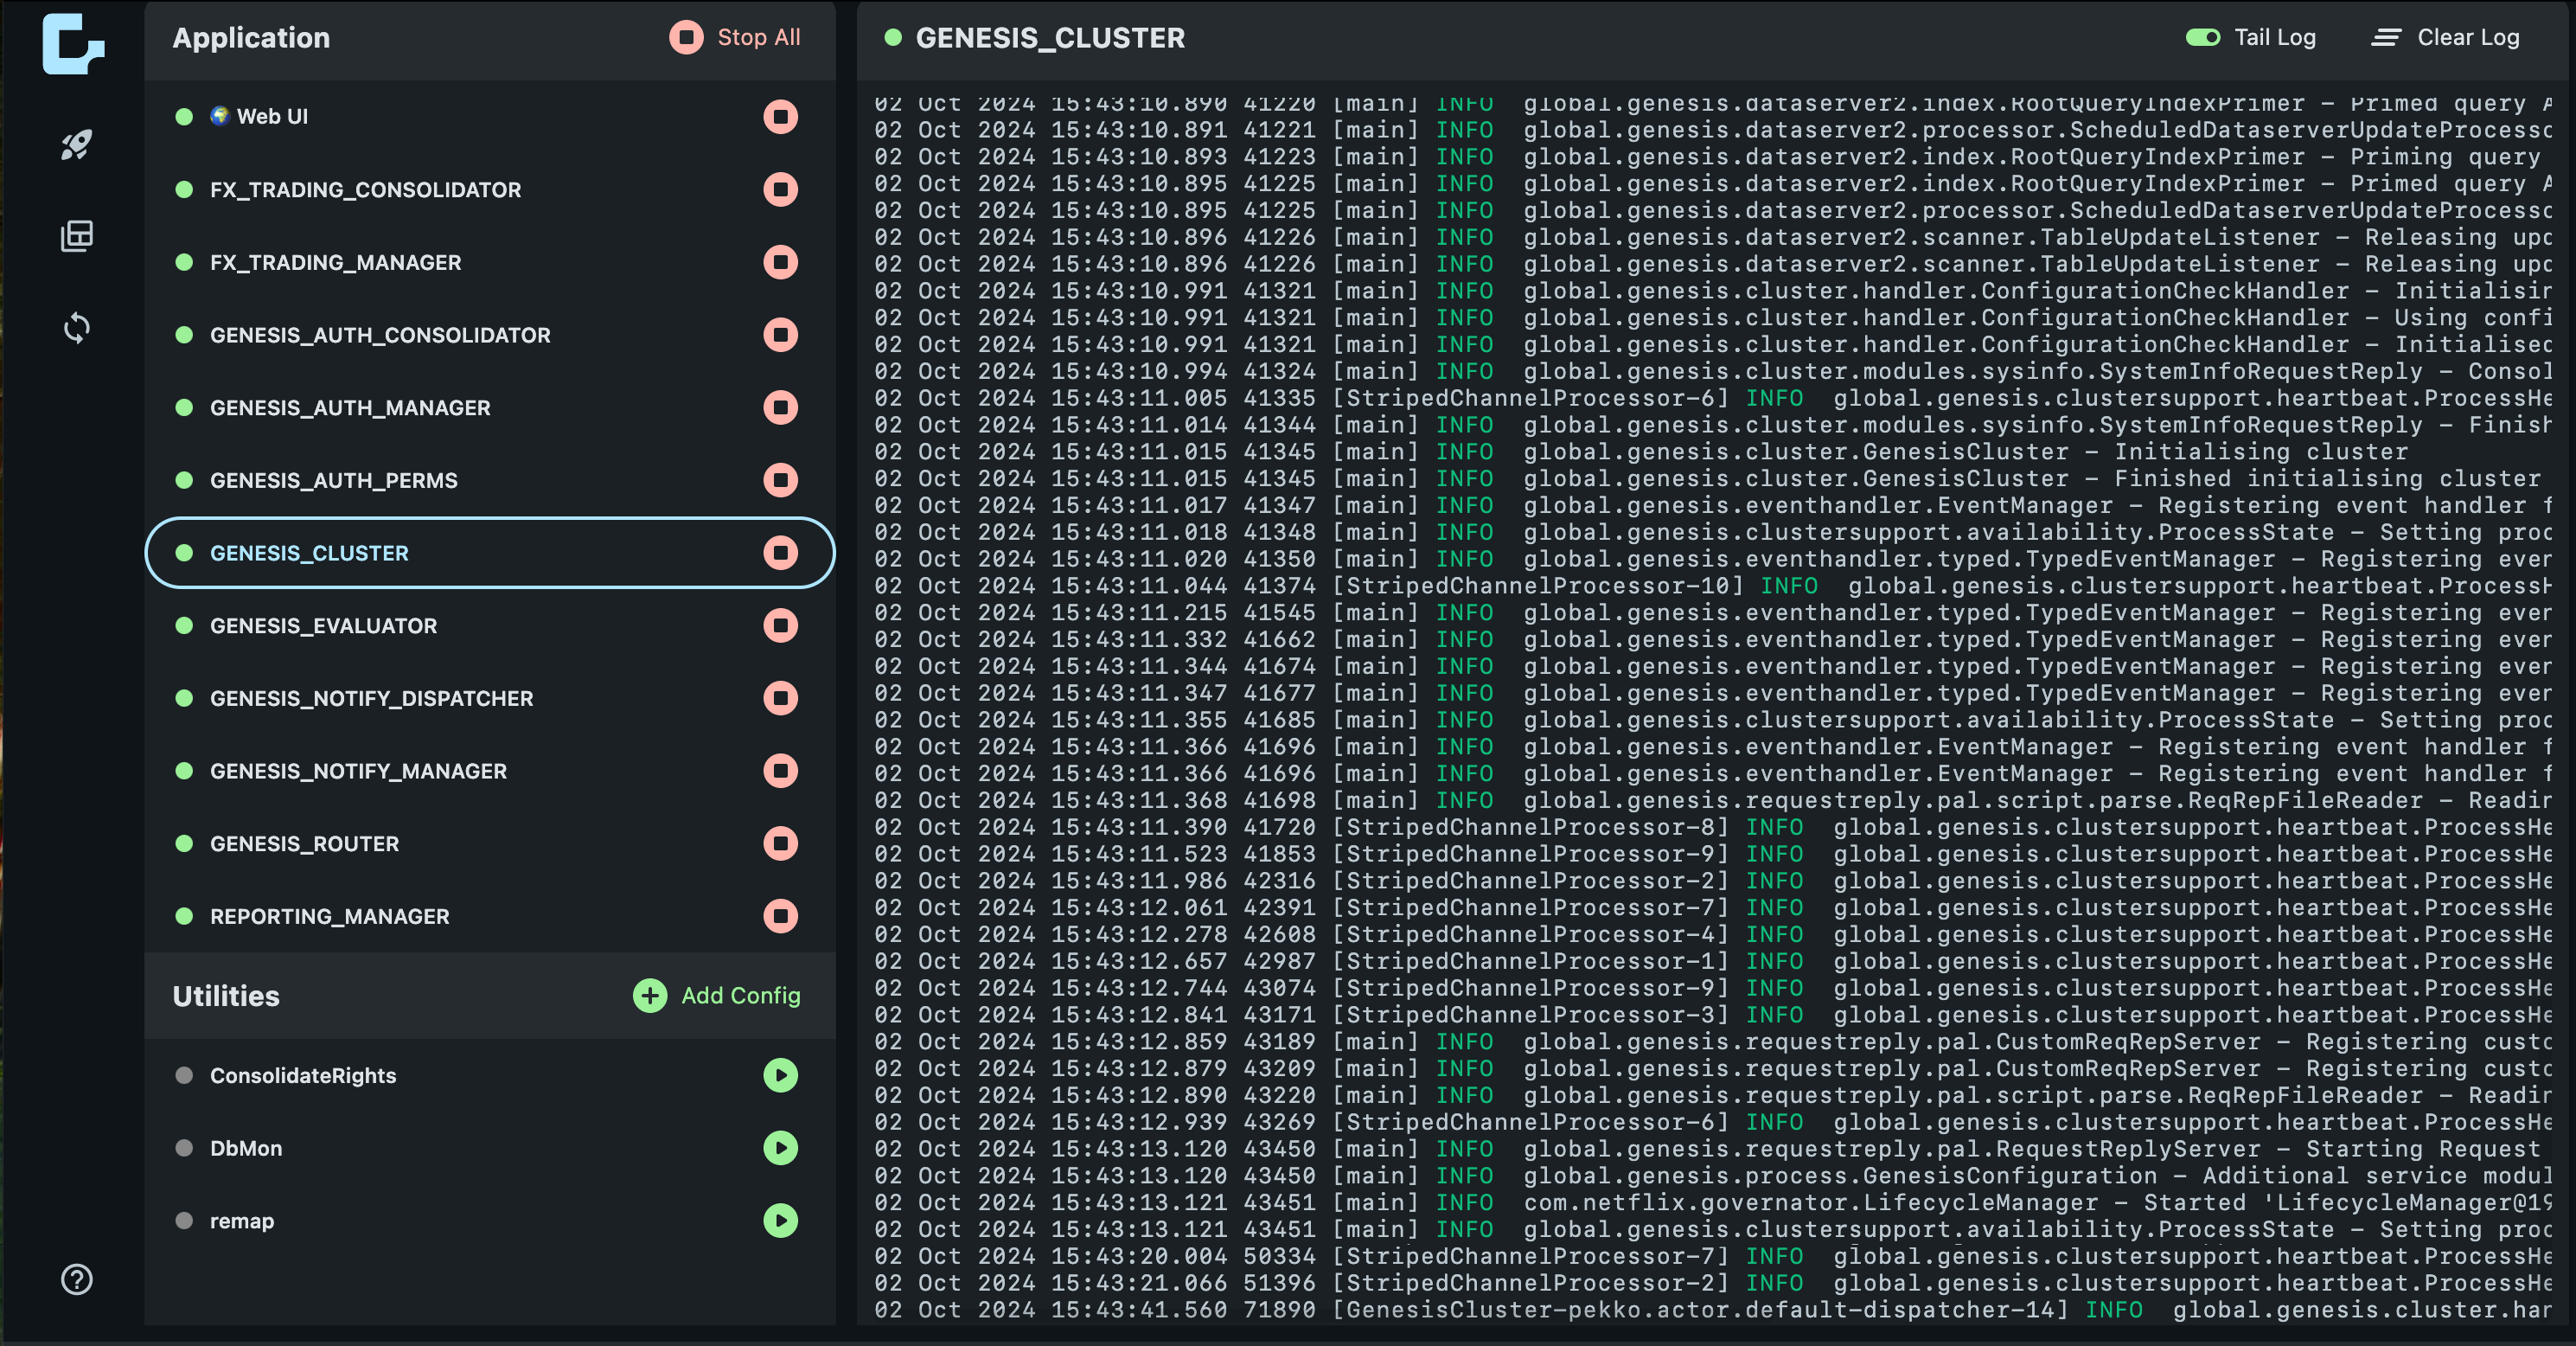 Application
Stop All
Web UI
FX_TRADING_CONSOLIDATOR
FX_TRADING_MANAGER
GENESIS_AUTH_CONSOLIDATOR
GENESIS_AUTH_MANAGER
GENESIS_AUTH_PERMS
GENESIS_CLUSTER
GENESIS_EVALUATOR
GENESIS_NOTIFY_DISPATCHER
GENESIS_NOTIFY_MANAGER
GENESIS_ROUTER
REPORTING_MANAGER
Utilities
Add Config
ConsolidateRights
DbMon
remap
GENESIS_CLUSTER
Tail Log
Clear Log
02 Oct 2024 15:43:10.890 41220 [main] INFO global.genesis.dataserver2.index.RootQueryIndexPrimer – Primed query A
02 Oct 2024 15:43:10.891 41221 [main] INFO global.genesis.dataserver2.processor.ScheduledDataserverUpdateProcesso
02 Oct 2024 15:43:10.893 41223 [main] INFO global.genesis.dataserver2.index.RootQueryIndexPrimer – Priming query
02 Oct 2024 15:43:10.895 41225 [main] INFO global.genesis.dataserver2.index.RootQueryIndexPrimer – Primed query A
02 Oct 2024 15:43:10.895 41225 [main] INFO global.genesis.dataserver2.processor.ScheduledDataserverUpdateProcesso
02 Oct 2024 15:43:10.896 41226 [main] INFO global.genesis.dataserver2.scanner.TableUpdateListener – Releasing upd
02 Oct 2024 15:43:10.896 41226 [main] INFO global.genesis.dataserver2.scanner.TableUpdateListener – Releasing upd
02 Oct 2024 15:43:10.991 41321 [main] INFO global.genesis.cluster.handler.ConfigurationCheckHandler – Initialisin
02 Oct 2024 15:43:10.991 41321 [main] INFO global.genesis.cluster.handler.ConfigurationCheckHandler – Using confi
02 Oct 2024 15:43:10.991 41321 [main] INFO global.genesis.cluster.handler.ConfigurationCheckHandler – Initialised
02 Oct 2024 15:43:10.994 41324 [main] INFO global.genesis.cluster.modules.sysinfo.SystemInfoRequestReply – Consol
02 Oct 2024 15:43:11.005 41335 [StripedChannelProcessor-6] INFO global.genesis.clustersupport.heartbeat.ProcessHe
02 Oct 2024 15:43:11.014 41344 [main] INFO global.genesis.cluster.modules.sysinfo.SystemInfoRequestReply – Finish
02 Oct 2024 15:43:11.015 41345 [main] INFO global.genesis.cluster.GenesisCluster – Initialising cluster
02 Oct 2024 15:43:11.015 41345 [main] INFO global.genesis.cluster.GenesisCluster – Finished initialising cluster
02 Oct 2024 15:43:11.017 41347 [main] INFO global.genesis.eventhandler.EventManager – Registering event handler f
02 Oct 2024 15:43:11.018 41348 [main] INFO global.genesis.clustersupport.availability.ProcessState – Setting proc
02 Oct 2024 15:43:11.020 41350 [main] INFO global.genesis.eventhandler.typed.TypedEventManager – Registering even
02 Oct 2024 15:43:11.044 41374 [StripedChannelProcessor-10] INFO global.genesis.clustersupport.heartbeat.ProcessH
02 Oct 2024 15:43:11.215 41545 [main] INFO global.genesis.eventhandler.typed.TypedEventManager – Registering even
02 Oct 2024 15:43:11.332 41662 [main] INFO global.genesis.eventhandler.typed.TypedEventManager – Registering even
02 Oct 2024 15:43:11.344 41674 [main] INFO global.genesis.eventhandler.typed.TypedEventManager – Registering even
02 Oct 2024 15:43:11.347 41677 [main] INFO global.genesis.eventhandler.typed.TypedEventManager – Registering even
02 Oct 2024 15:43:11.355 41685 [main] INFO global.genesis.clustersupport.availability.ProcessState – Setting proc
02 Oct 2024 15:43:11.366 41696 [main] INFO global.genesis.eventhandler.EventManager – Registering event handler f
02 Oct 2024 15:43:11.366 41696 [main] INFO global.genesis.eventhandler.EventManager – Registering event handler f
02 Oct 2024 15:43:11.368 41698 [main] INFO global.genesis.requestreply.pal.script.parse.ReqRepFileReader – Readin
02 Oct 2024 15:43:11.390 41720 [StripedChannelProcessor-8] INFO global.genesis.clustersupport.heartbeat.ProcessHe
02 Oct 2024 15:43:11.523 41853 [StripedChannelProcessor-9] INFO global.genesis.clustersupport.heartbeat.ProcessHe
02 Oct 2024 15:43:11.986 42316 [StripedChannelProcessor-2] INFO global.genesis.clustersupport.heartbeat.ProcessHe
02 Oct 2024 15:43:12.061 42391 [StripedChannelProcessor-7] INFO global.genesis.clustersupport.heartbeat.ProcessHe
02 Oct 2024 15:43:12.278 42608 [StripedChannelProcessor-4] INFO global.genesis.clustersupport.heartbeat.ProcessHe
02 Oct 2024 15:43:12.657 42987 [StripedChannelProcessor-1] INFO global.genesis.clustersupport.heartbeat.ProcessHe
02 Oct 2024 15:43:12.744 43074 [StripedChannelProcessor-9] INFO global.genesis.clustersupport.heartbeat.ProcessHe
02 Oct 2024 15:43:12.841 43171 [StripedChannelProcessor-3] INFO global.genesis.clustersupport.heartbeat.ProcessHe
02 Oct 2024 15:43:12.859 43189 [main] INFO global.genesis.requestreply.pal.CustomReqRepServer – Registering custo
02 Oct 2024 15:43:12.879 43209 [main] INFO global.genesis.requestreply.pal.CustomReqRepServer – Registering custo
02 Oct 2024 15:43:12.890 43220 [main] INFO global.genesis.requestreply.pal.script.parse.ReqRepFileReader – Readin
02 Oct 2024 15:43:12.939 43269 [StripedChannelProcessor-6] INFO global.genesis.clustersupport.heartbeat.ProcessHe
02 Oct 2024 15:43:13.120 43450 [main] INFO global.genesis.requestreply.pal.RequestReplyServer – Starting Request
02 Oct 2024 15:43:13.120 43450 [main] INFO global.genesis.process.GenesisConfiguration – Additional service modul
02 Oct 2024 15:43:13.121 43451 [main] INFO com.netflix.governator.LifecycleManager – Started 'LifecycleManager@19
02 Oct 2024 15:43:13.121 43451 [main] INFO global.genesis.clustersupport.availability.ProcessState – Setting proc
02 Oct 2024 15:43:20.004 50334 [StripedChannelProcessor-7] INFO global.genesis.clustersupport.heartbeat.ProcessHe
02 Oct 2024 15:43:21.066 51396 [StripedChannelProcessor-2] INFO global.genesis.clustersupport.heartbeat.ProcessHe
02 Oct 2024 15:43:41.560 71890 [GenesisCluster-pekko.actor.default-dispatcher-14] INFO global.genesis.cluster.han